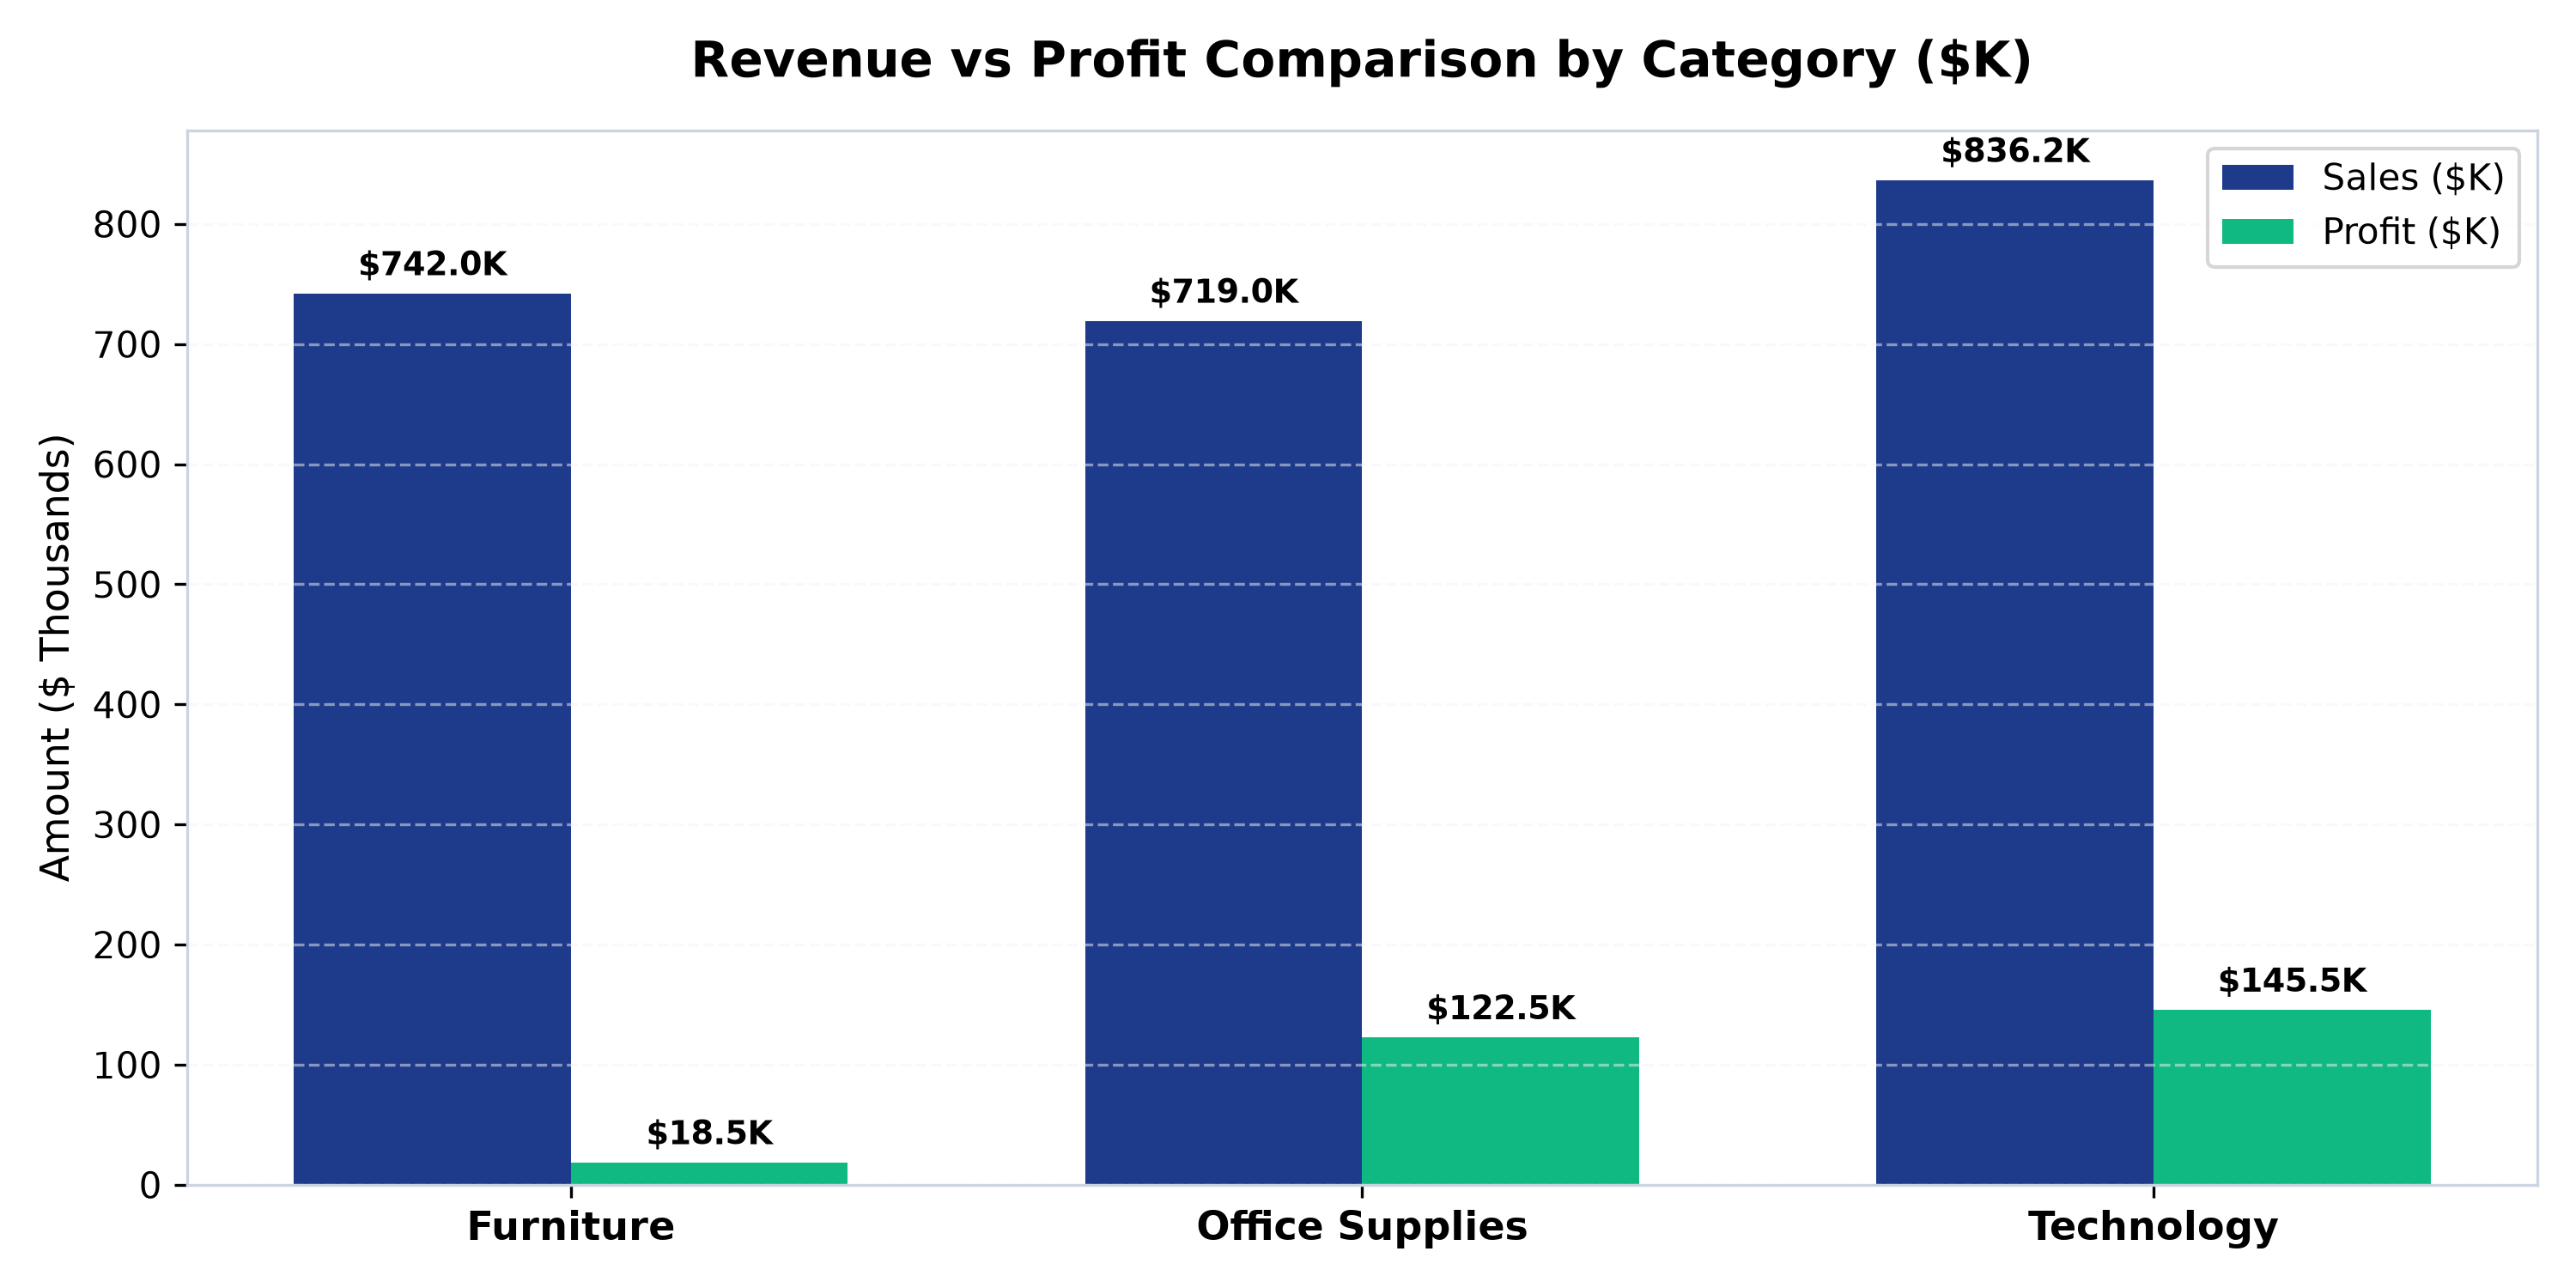 Revenue vs Profit Comparison by Category ($K)
Sales ($K)
Profit ($K)
Amount ($ Thousands)
800
700
600
500
400
300
200
100
0
$742.0K
$18.5K
$719.0K
$122.5K
$836.2K
$145.5K
Furniture
Office Supplies
Technology